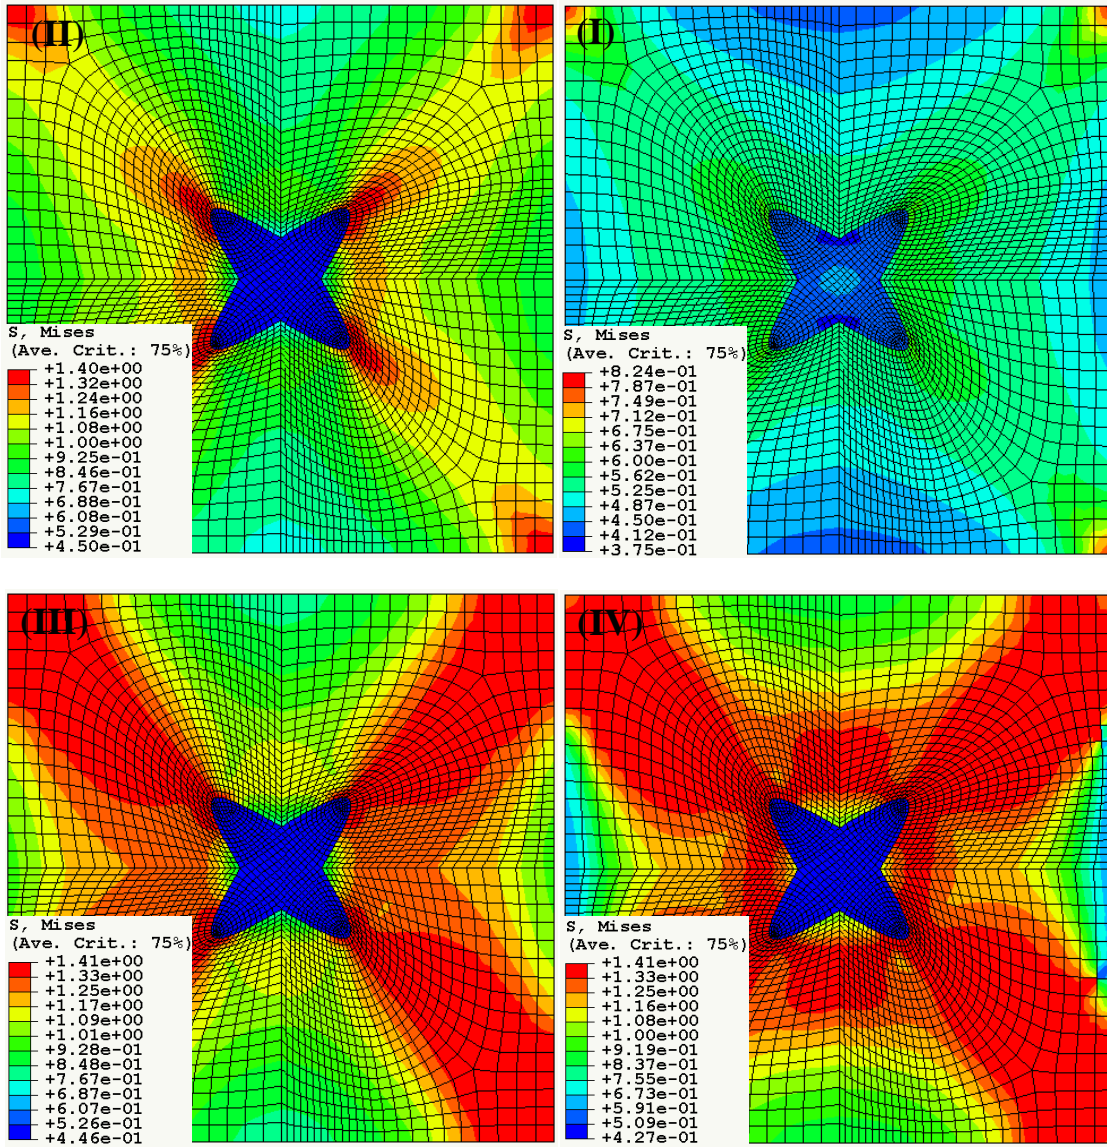 (II)
S, Mises
(Ave. Crit.: 75%)
+1.40e+00
+1.32e+00
+1.24e+00
+1.16e+00
+1.08e+00
+1.00e+00
+9.25e-01
+8.46e-01
+7.67e-01
+6.88e-01
+6.08e-01
+5.29e-01
+4.50e-01
(I)
S, Mises
(Ave. Crit.: 75%)
+8.24e-01
+7.87e-01
+7.49e-01
+7.12e-01
+6.75e-01
+6.37e-01
+6.00e-01
+5.62e-01
+5.25e-01
+4.87e-01
+4.50e-01
+4.12e-01
+3.75e-01
(III)
S, Mises
(Ave. Crit.: 75%)
+1.41e+00
+1.33e+00
+1.25e+00
+1.17e+00
+1.09e+00
+1.01e+00
+9.28e-01
+8.48e-01
+7.67e-01
+6.87e-01
+6.07e-01
+5.26e-01
+4.46e-01
(IV)
S, Mises
(Ave. Crit.: 75%)
+1.41e+00
+1.33e+00
+1.25e+00
+1.16e+00
+1.08e+00
+1.00e+00
+9.19e-01
+8.37e-01
+7.55e-01
+6.73e-01
+5.91e-01
+5.09e-01
+4.27e-01